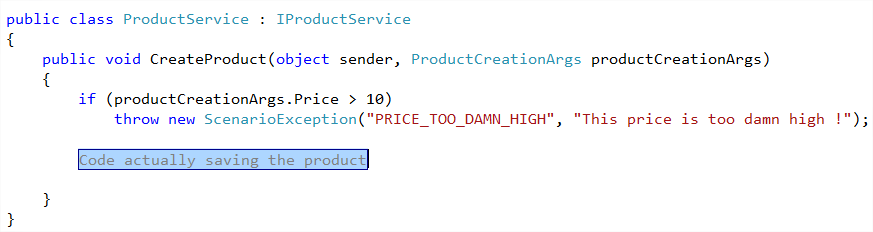 public class ProductService : IProductService
{
    public void CreateProduct(object sender, ProductCreationArgs productCreationArgs)
    {
        if (productCreationArgs.Price > 10)
            throw new ScenarioException("PRICE_TOO_DAMN_HIGH", "This price is too damn high !");
        Code actually saving the product
    }
}